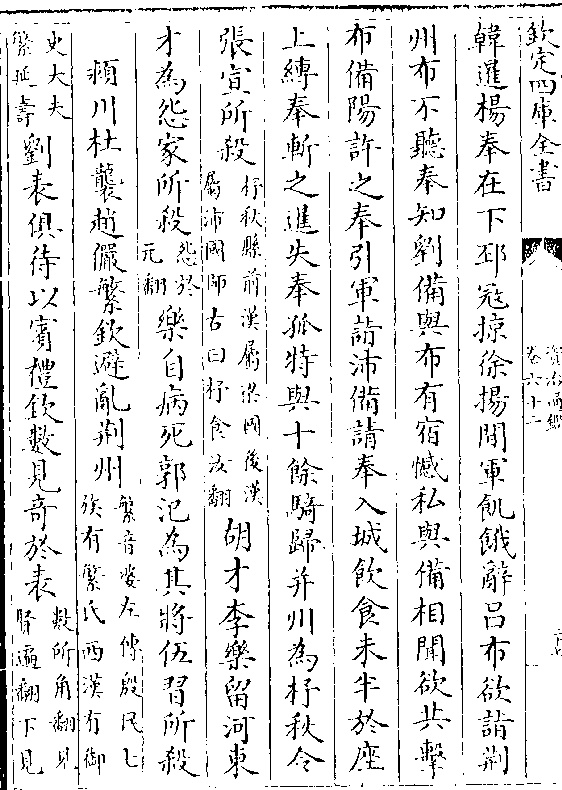 欽定四庫全書
資治通鑑
卷六十二
韓暹楊奉在下邳寇掠徐揚閒軍飢餓辭呂布欲詣荆
州布不聽奉知劉備與布有宿憾私與備相聞欲共擊
布備陽許之奉引軍詣沛備請奉入城飲食未半於座
上縛奉斬之進失奉孤特與十餘騎歸并州為杼秋令
張宣所殺杼秋縣前漢屬梁國後漢屬沛國師古曰杼食汝翻胡才李樂留河東
才為怨家所殺怨於元翻樂自病死郭汜為其將伍習所殺
潁川杜襲趙儼繁欽避亂荆州繁音婆左傳殷民七族有繁氏西漢有御
史大夫繁延壽劉表俱待以賓禮欽數見竒於表數所角翻見賢遍翻下見